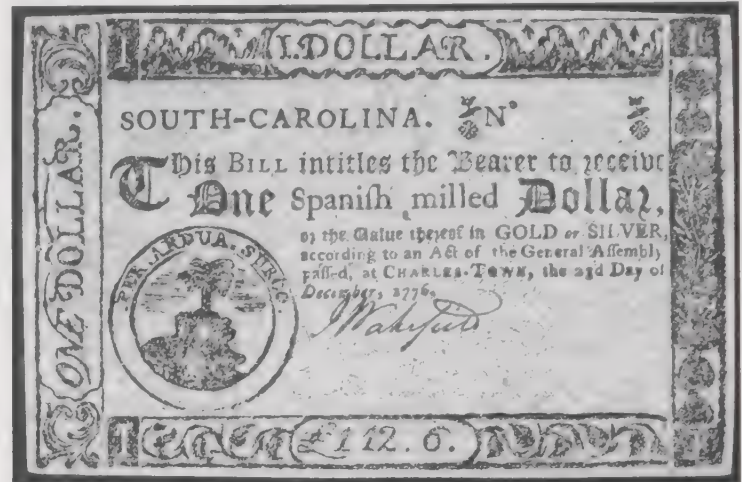 I. DOLLAR.
ONE DOLLAR.
SOUTH-CAROLINA. N°
This BILL intitles the Bearer to receive
One Spaniſh milled Dollar,
or the Value thereof in GOLD or SILVER,
according to an Act of the General Aſſembly
paſſed, at CHARLES-TOWN, the 23d Day of
December, 1776.
J Wakefield
PER ARDUA. SURGO.
£1 12. 6.